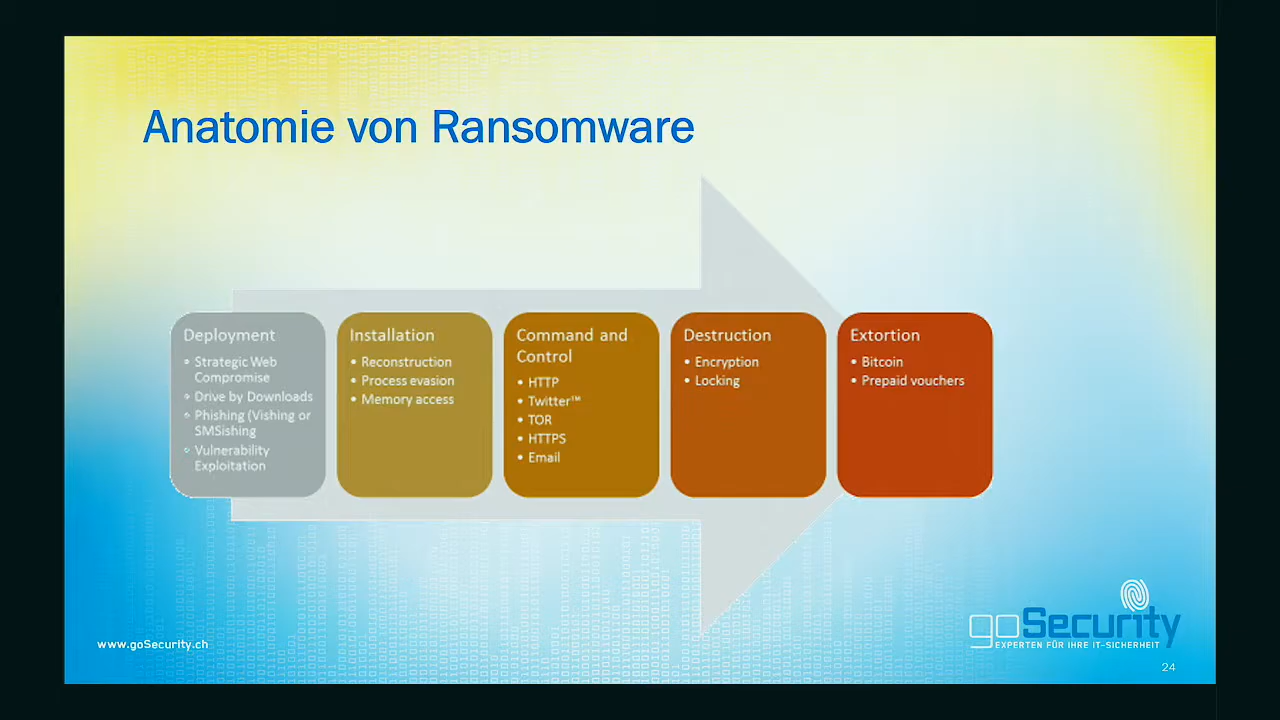 Anatomie von Ransomware
Deployment
• Strategic Web
Compromise
• Drive by Downloads
• Phishing (Vishing or
SMSishing
• Vulnerability
Exploitation
Installation
• Reconstruction
• Process evasion
• Memory access
Command and
Control
• HTTP
• Twitter™
• TOR
• HTTPS
• Email
Destruction
• Encryption
• Locking
Extortion
• Bitcoin
• Prepaid vouchers
www.goSecurity.ch
goSecurity
EXPERTEN FÜR IHRE IT-SICHERHEIT
24